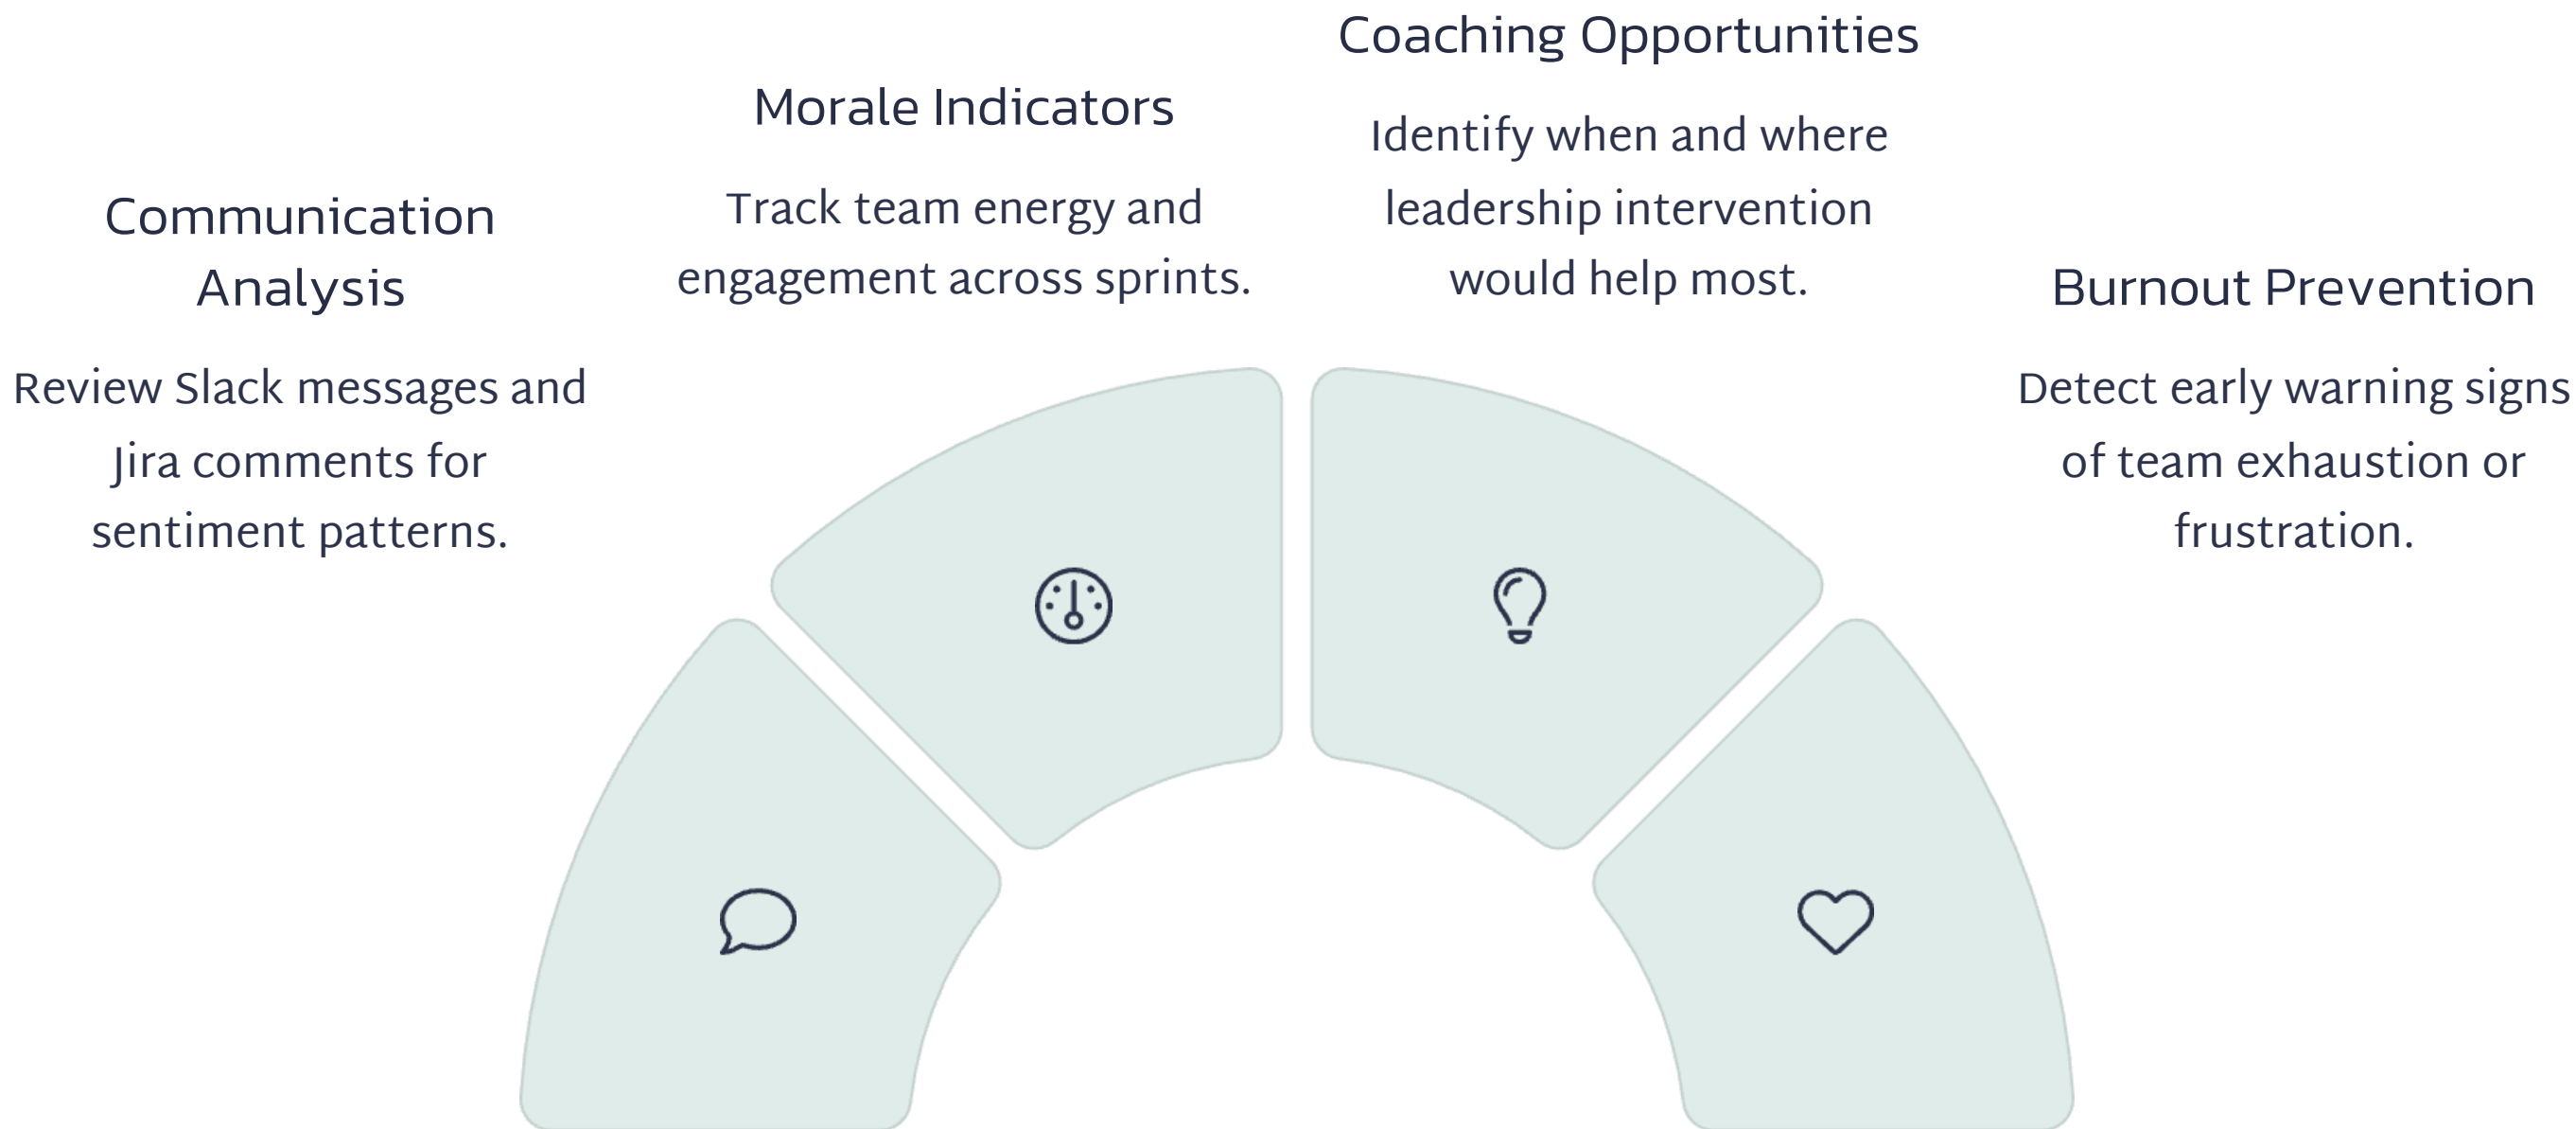 Communication
Analysis
Review Slack messages and
Jira comments for
sentiment patterns.
Morale Indicators
Track team energy and
engagement across sprints.
Coaching Opportunities
Identify when and where
leadership intervention
would help most.
Burnout Prevention
Detect early warning signs
of team exhaustion or
frustration.